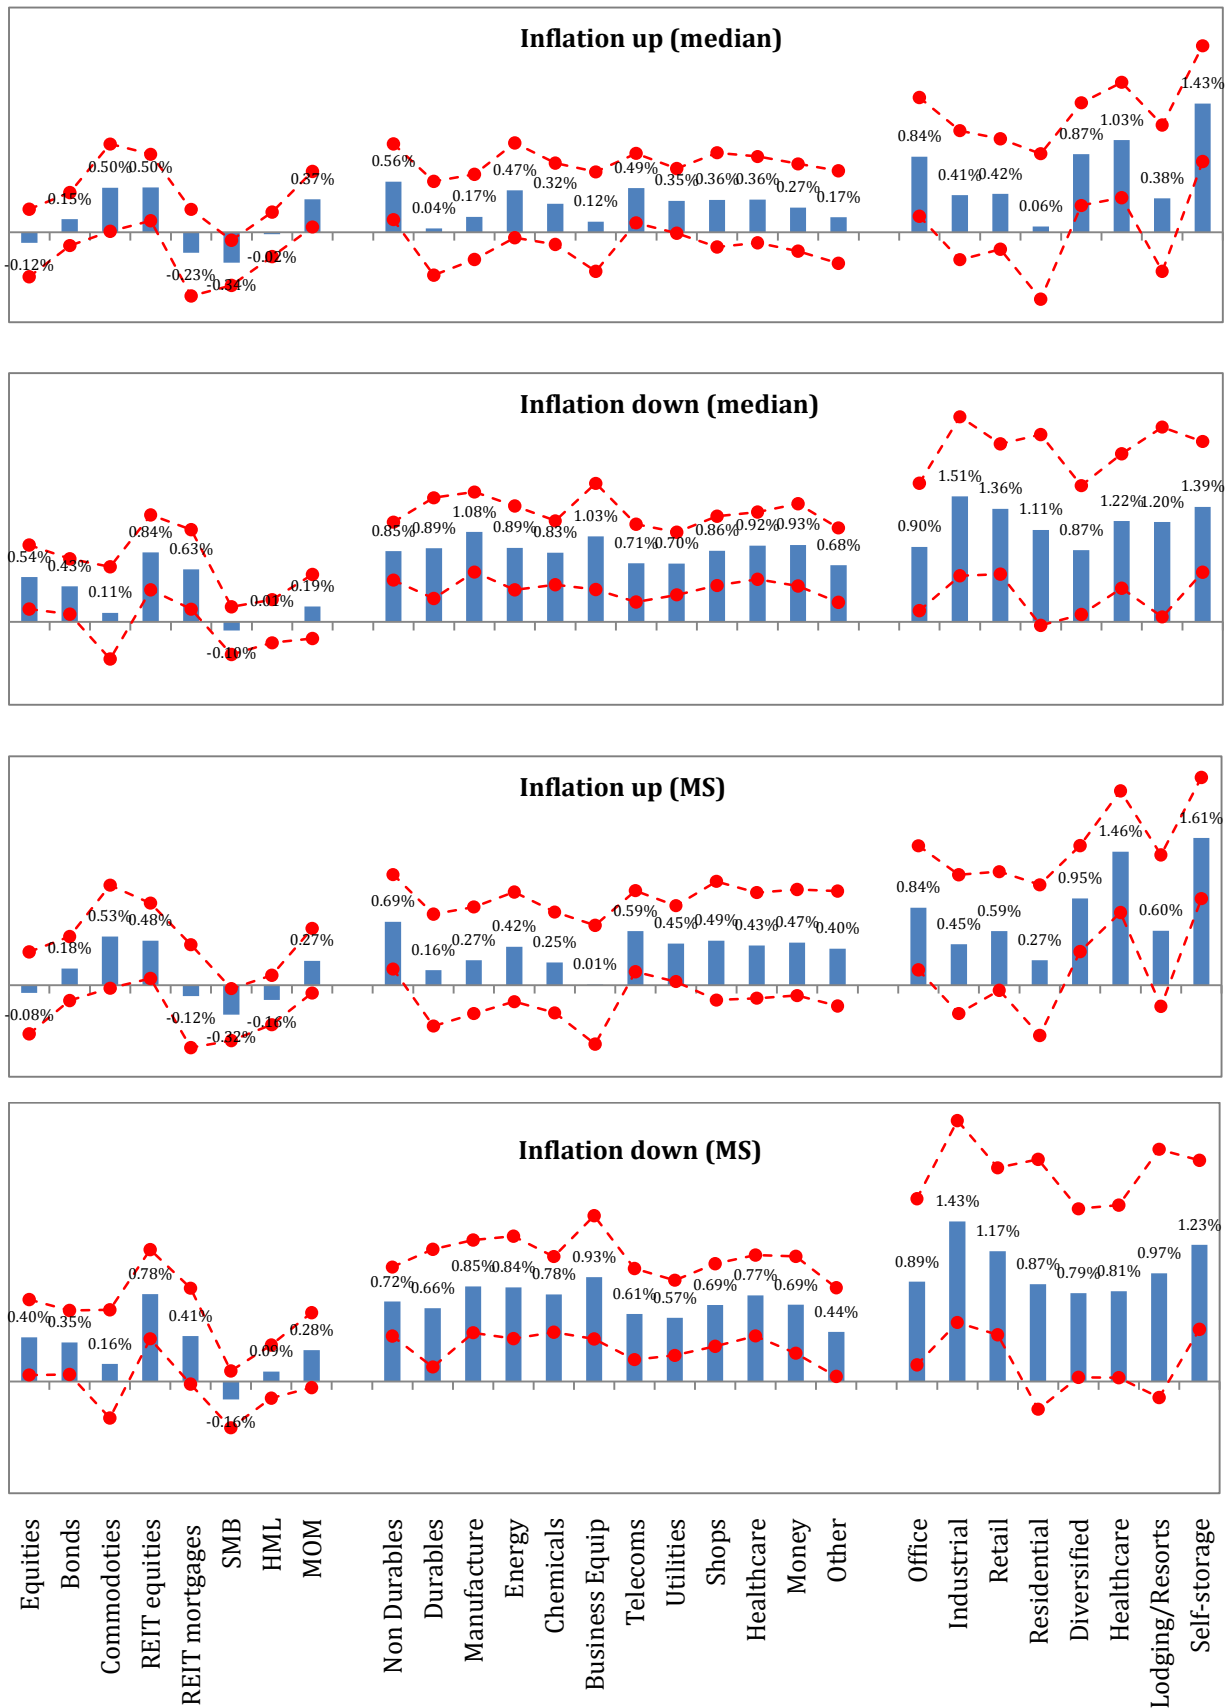 Inflation up (median)
-0.12% 0.15% 0.50% 0.50% -0.23% -0.34% -0.02% 0.37% 0.56% 0.04% 0.17% 0.47% 0.32% 0.12% 0.49% 0.35% 0.36% 0.36% 0.27% 0.17% 0.84% 0.41% 0.42% 0.06% 0.87% 1.03% 0.38% 1.43%
Inflation down (median)
0.54% 0.43% 0.11% 0.84% 0.63% -0.10% 0.01% 0.19% 0.85% 0.89% 1.08% 0.89% 0.83% 1.03% 0.71% 0.70% 0.86% 0.92% 0.93% 0.68% 0.90% 1.51% 1.36% 1.11% 0.87% 1.22% 1.20% 1.39%
Inflation up (MS)
-0.08% 0.18% 0.53% 0.48% -0.12% -0.32% -0.16% 0.27% 0.69% 0.16% 0.27% 0.42% 0.25% 0.01% 0.59% 0.45% 0.49% 0.43% 0.47% 0.40% 0.84% 0.45% 0.59% 0.27% 0.95% 1.46% 0.60% 1.61%
Inflation down (MS)
0.40% 0.35% 0.16% 0.78% 0.41% -0.16% 0.09% 0.28% 0.72% 0.66% 0.85% 0.84% 0.78% 0.93% 0.61% 0.57% 0.69% 0.77% 0.69% 0.44% 0.89% 1.43% 1.17% 0.87% 0.79% 0.81% 0.97% 1.23%
Equities
Bonds
Commodoties
REIT equities
REIT mortgages
SMB
HML
MOM
Non Durables
Durables
Manufacture
Energy
Chemicals
Business Equip
Telecoms
Utilities
Shops
Healthcare
Money
Other
Office
Industrial
Retail
Residential
Diversified
Healthcare
Lodging/Resorts
Self-storage